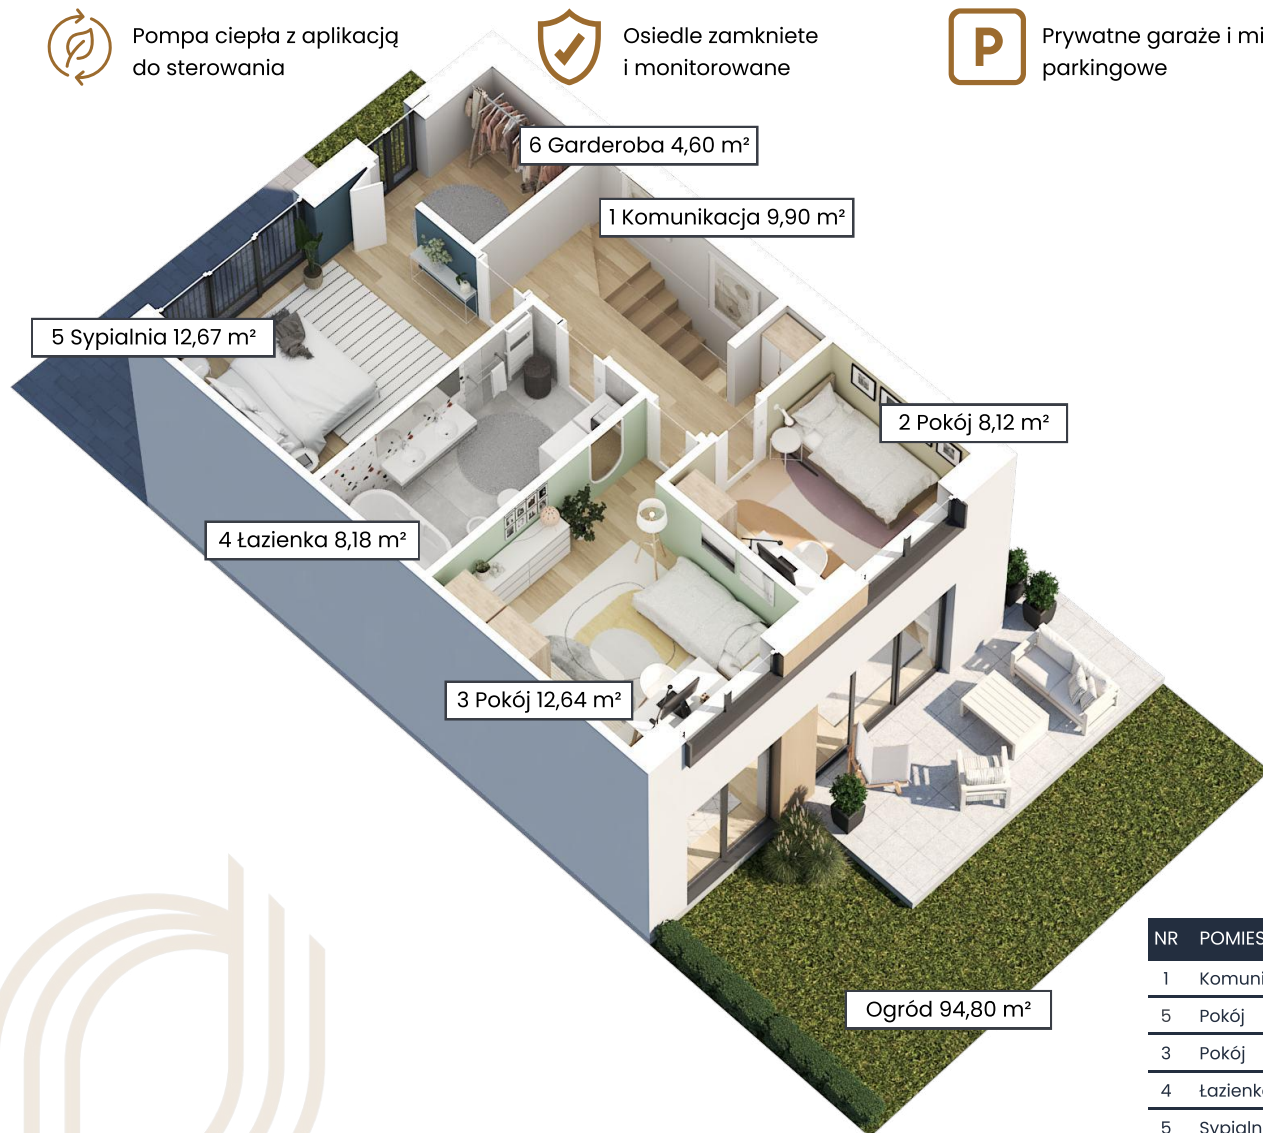 Pompa ciepła z aplikacją
do sterowania
Osiedle zamkniete
i monitorowane
P
Prywatne garaże i mi
parkingowe
6 Garderoba 4,60 m²
1 Komunikacja 9,90 m²
5 Sypialnia 12,67 m²
2 Pokój 8,12 m²
4 Łazienka 8,18 m²
3 Pokój 12,64 m²
Ogród 94,80 m²
NR POMIES
1 Komuni
5 Pokój
3 Pokój
4 Łazienk
5 Sypialn